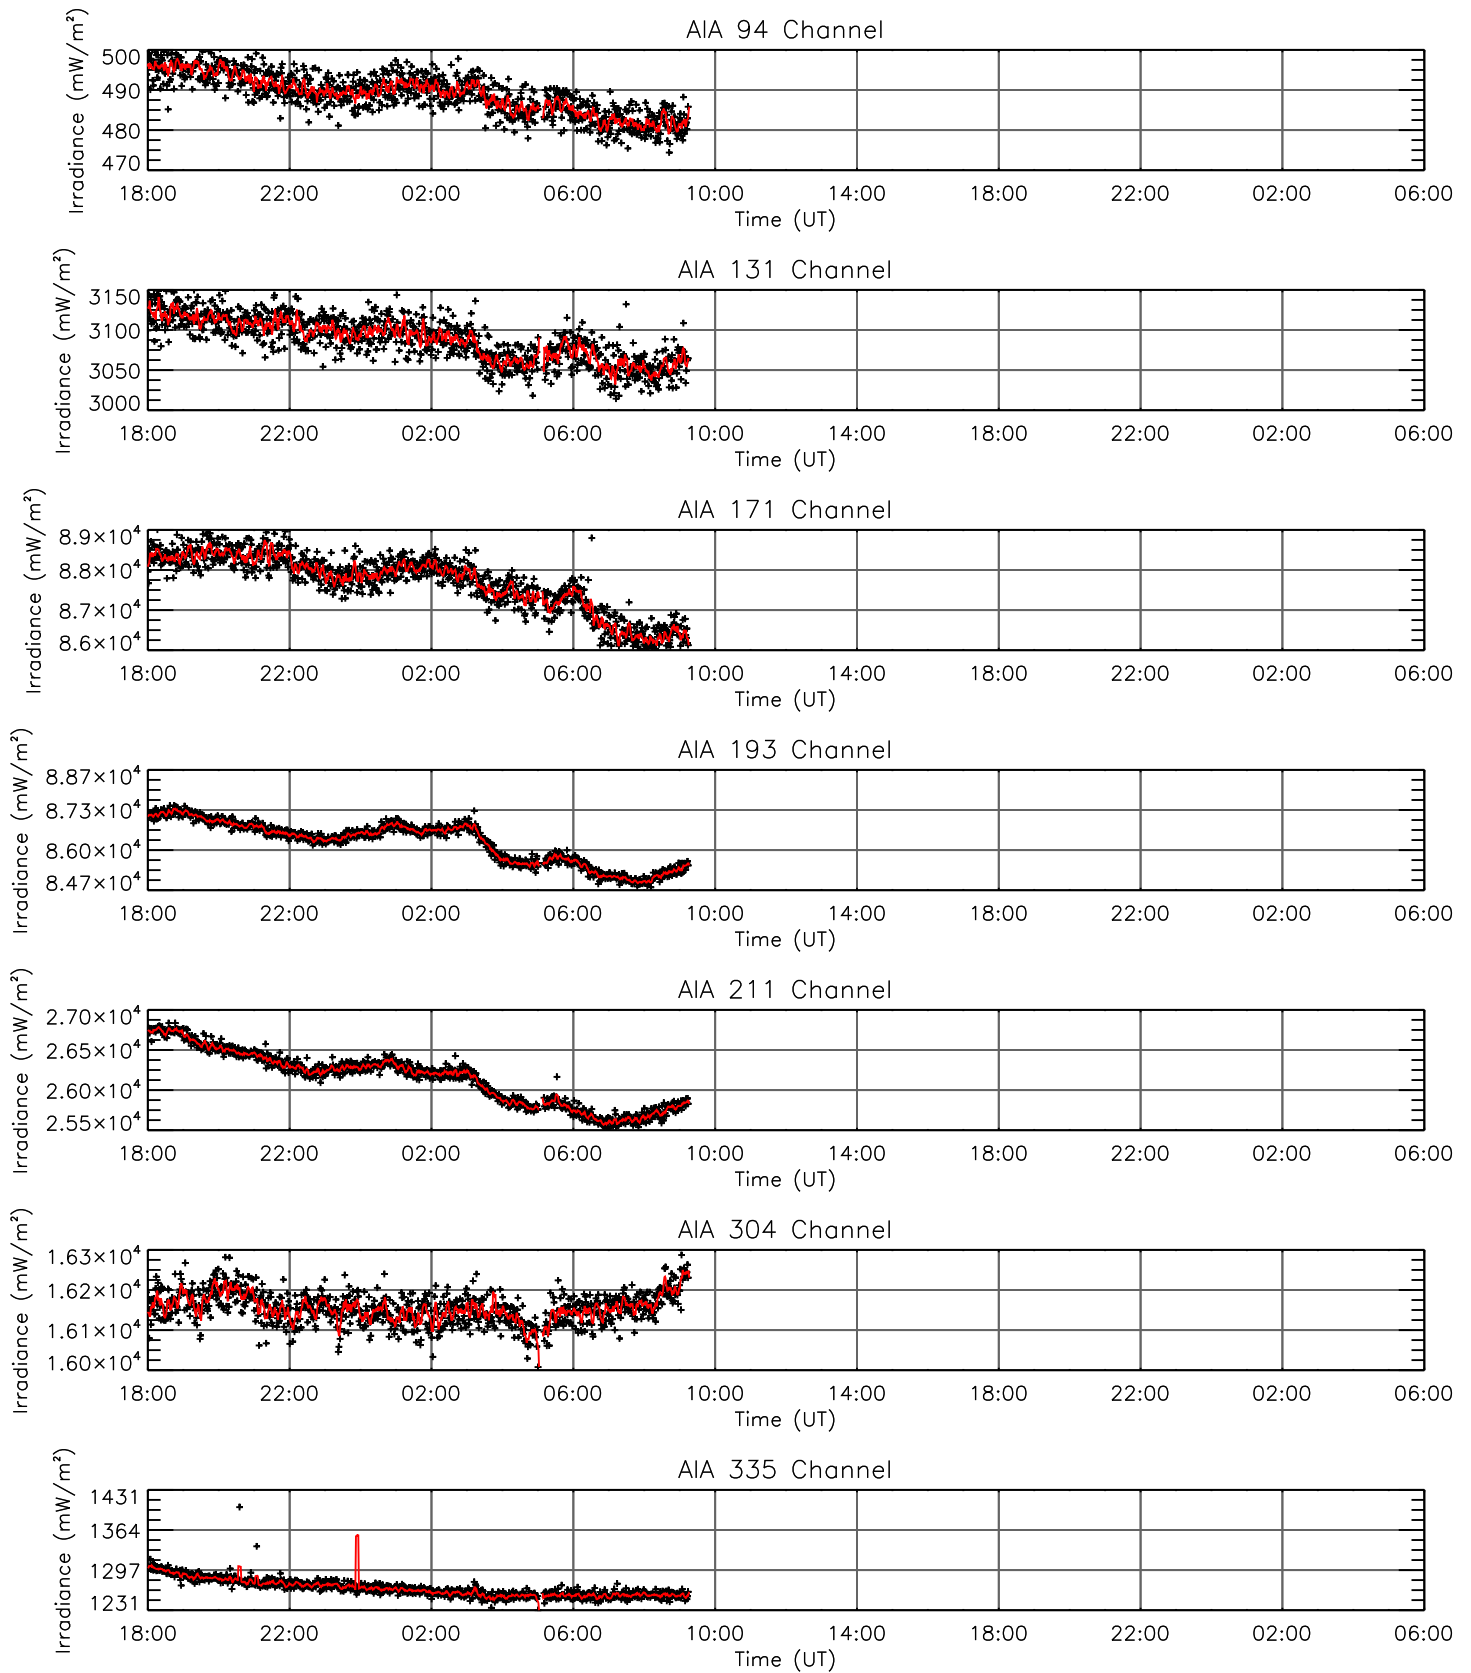 AIA 94 Channel
Irradiance (mW/m²)
500
490
480
470
18:00 22:00 02:00 06:00 10:00 14:00 18:00 22:00 02:00 06:00
Time (UT)
AIA 131 Channel
Irradiance (mW/m²)
3150
3100
3050
3000
18:00 22:00 02:00 06:00 10:00 14:00 18:00 22:00 02:00 06:00
Time (UT)
AIA 171 Channel
Irradiance (mW/m²)
8.9×10⁴
8.8×10⁴
8.7×10⁴
8.6×10⁴
18:00 22:00 02:00 06:00 10:00 14:00 18:00 22:00 02:00 06:00
Time (UT)
AIA 193 Channel
Irradiance (mW/m²)
8.87×10⁴
8.73×10⁴
8.60×10⁴
8.47×10⁴
18:00 22:00 02:00 06:00 10:00 14:00 18:00 22:00 02:00 06:00
Time (UT)
AIA 211 Channel
Irradiance (mW/m²)
2.70×10⁴
2.65×10⁴
2.60×10⁴
2.55×10⁴
18:00 22:00 02:00 06:00 10:00 14:00 18:00 22:00 02:00 06:00
Time (UT)
AIA 304 Channel
Irradiance (mW/m²)
1.63×10⁴
1.62×10⁴
1.61×10⁴
1.60×10⁴
18:00 22:00 02:00 06:00 10:00 14:00 18:00 22:00 02:00 06:00
Time (UT)
AIA 335 Channel
Irradiance (mW/m²)
1431
1364
1297
1231
18:00 22:00 02:00 06:00 10:00 14:00 18:00 22:00 02:00 06:00
Time (UT)